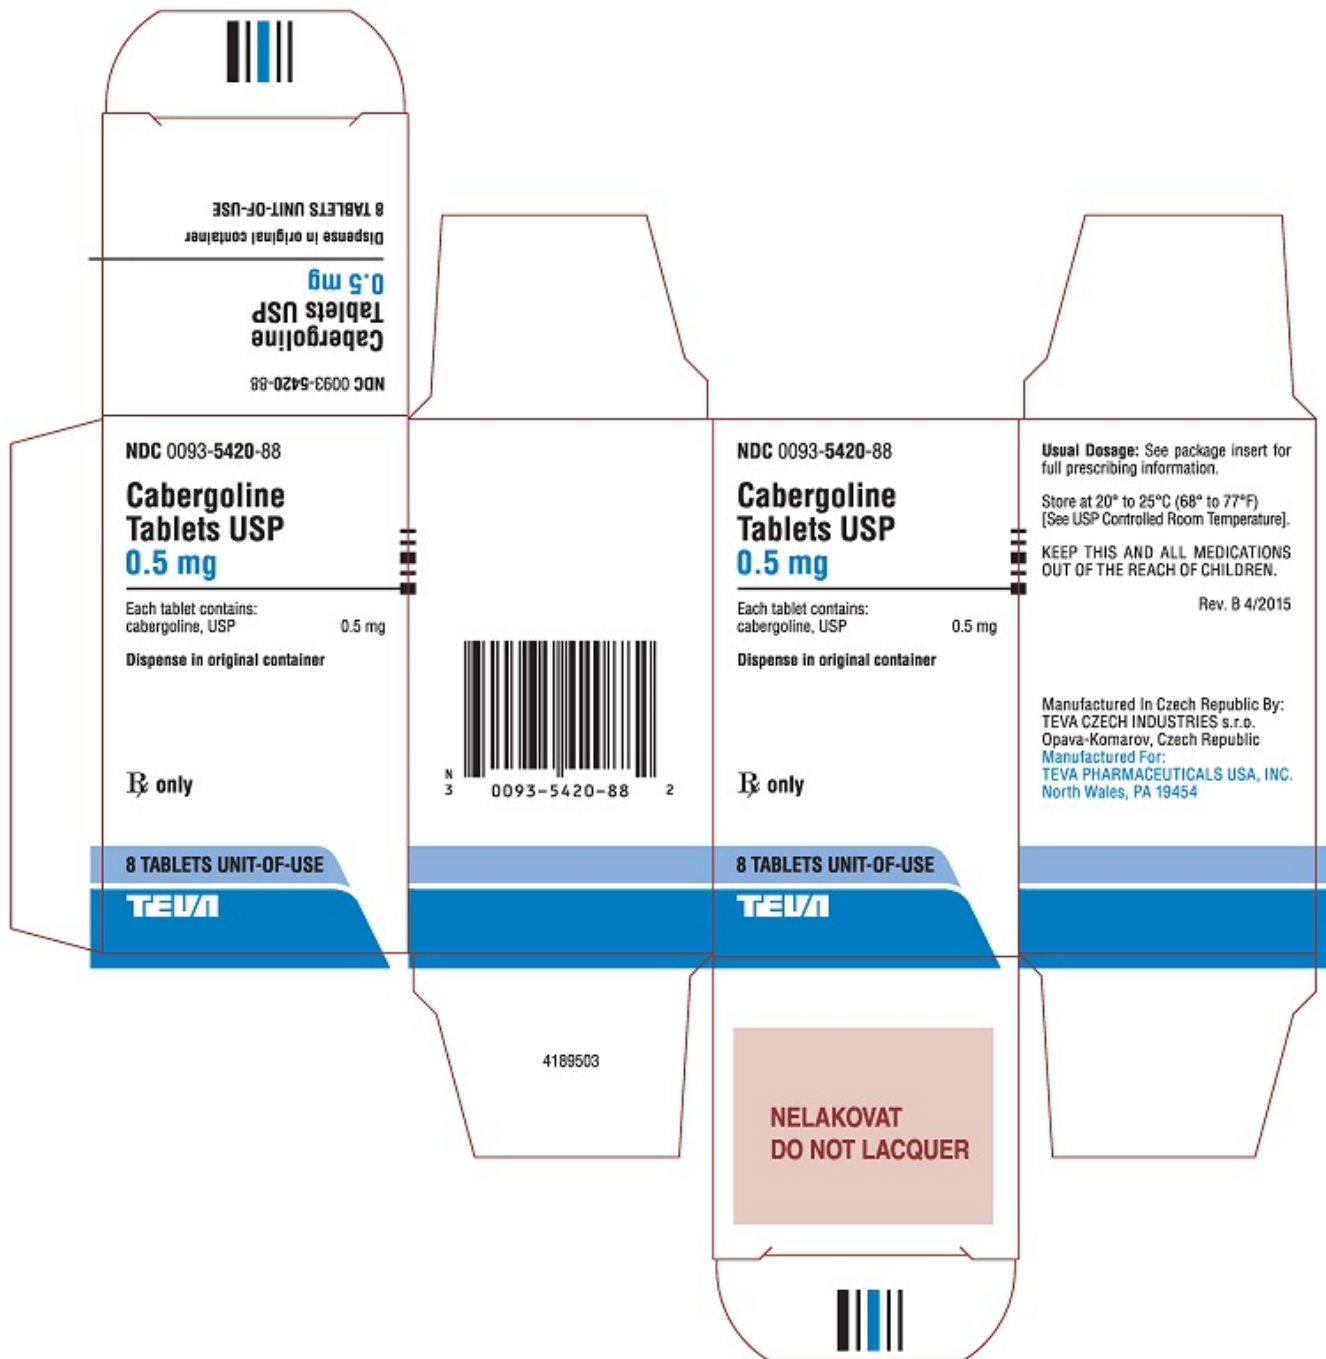 8 TABLETS UNIT-OF-USE
Dispense in original container
0.5 mg
Tablets USP
Cabergoline
NDC 0093-5420-88
NDC 0093-5420-88
Cabergoline
Tablets USP
0.5 mg
Each tablet contains:
cabergoline, USP 0.5 mg
Dispense in original container
℞ only
8 TABLETS UNIT-OF-USE
TEVA
N
3 0093-5420-88 2
NDC 0093-5420-88
Cabergoline
Tablets USP
0.5 mg
Each tablet contains:
cabergoline, USP 0.5 mg
Dispense in original container
℞ only
8 TABLETS UNIT-OF-USE
TEVA
Usual Dosage: See package insert for
full prescribing information.
Store at 20° to 25°C (68° to 77°F)
[See USP Controlled Room Temperature].
KEEP THIS AND ALL MEDICATIONS
OUT OF THE REACH OF CHILDREN.
Rev. B 4/2015
Manufactured In Czech Republic By:
TEVA CZECH INDUSTRIES s.r.o.
Opava-Komarov, Czech Republic
Manufactured For:
TEVA PHARMACEUTICALS USA, INC.
North Wales, PA 19454
4189503
NELAKOVAT
DO NOT LACQUER